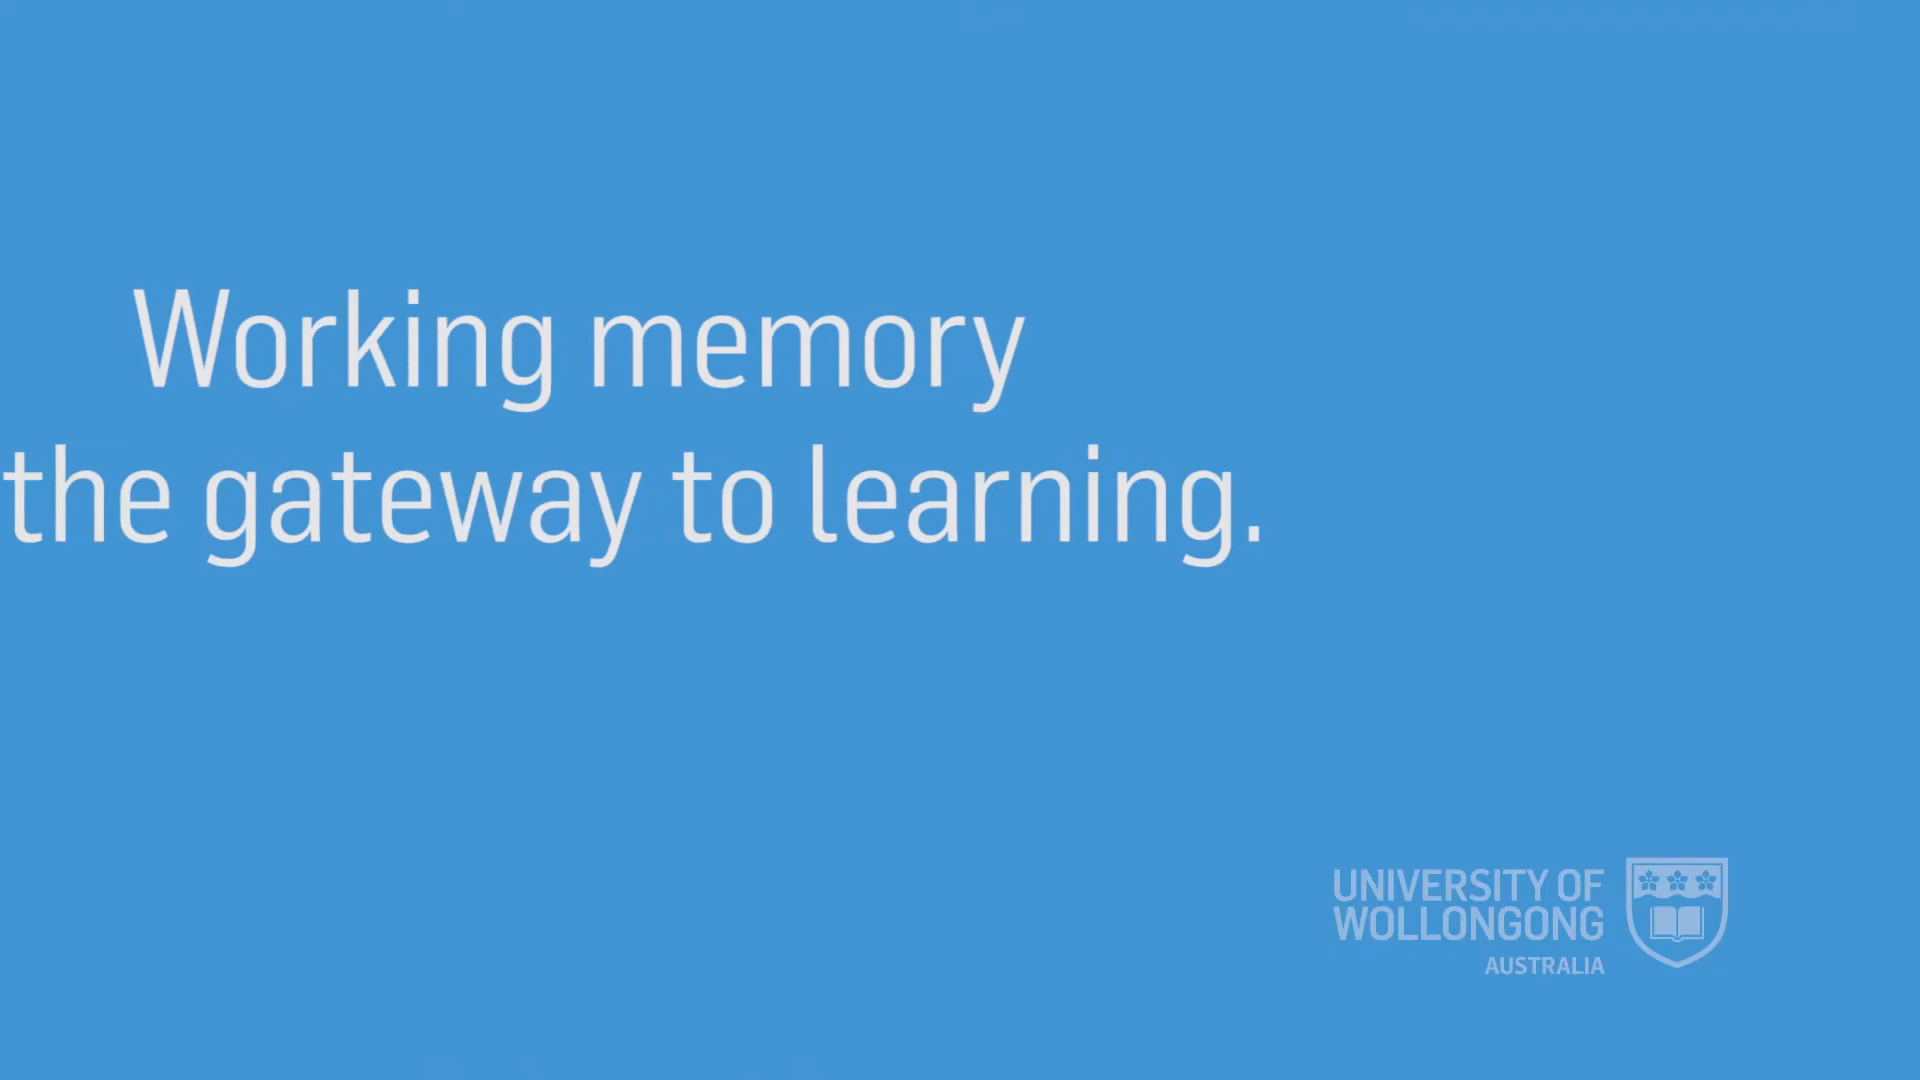 Working memory
the gateway to learning.
UNIVERSITY OF
WOLLONGONG
AUSTRALIA